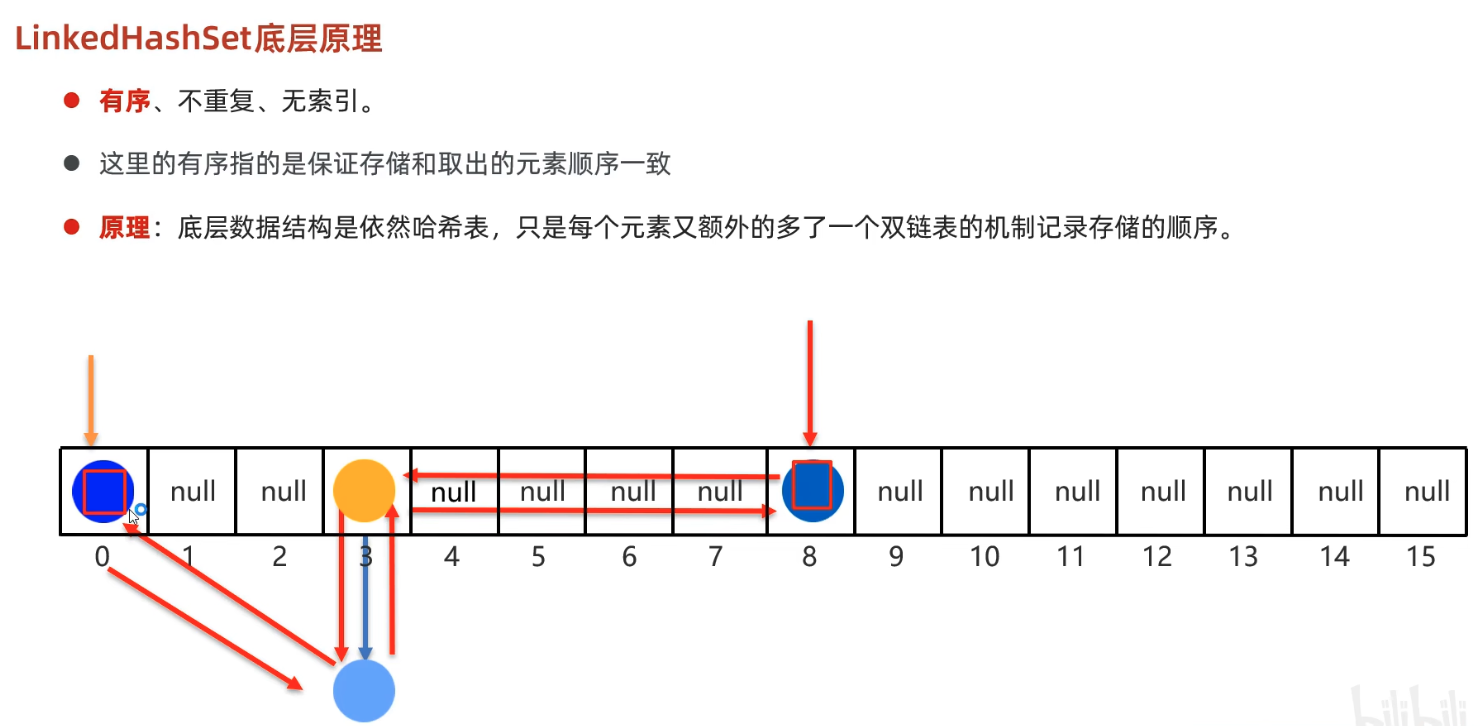 LinkedHashSet底层原理
有序、不重复、无索引。
这里的有序指的是保证存储和取出的元素顺序一致
原理：底层数据结构是依然哈希表，只是每个元素又额外的多了一个双链表的机制记录存储的顺序。
null null null null null null null null null null null null null
0 1 2 3 4 5 6 7 8 9 10 11 12 13 14 15
bilibili